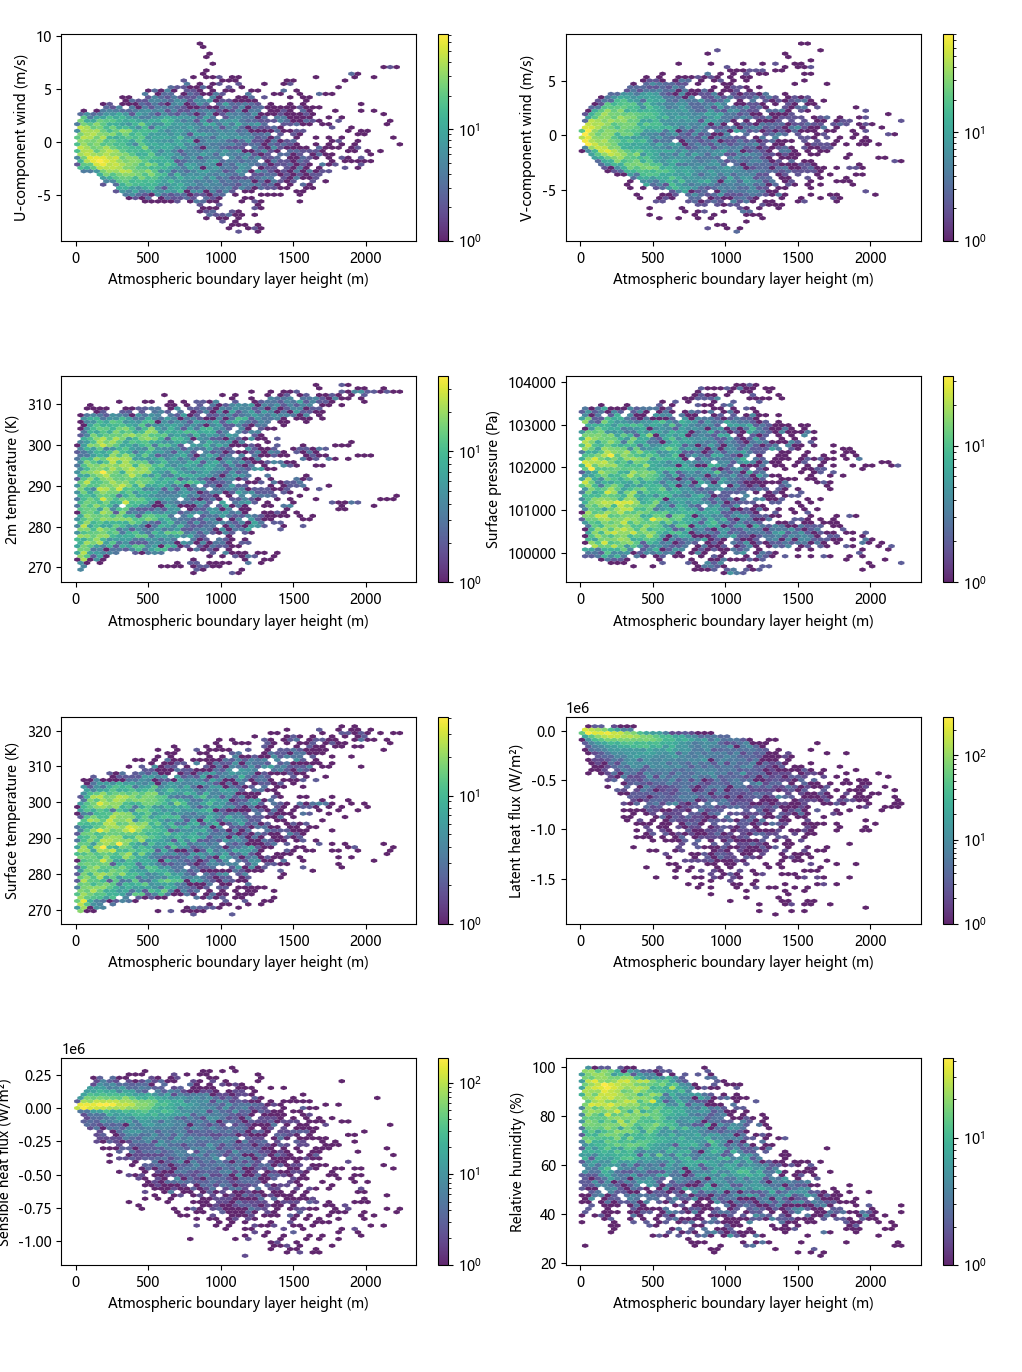 10
5
0
-5
U-component wind (m/s)
0 500 1000 1500 2000
Atmospheric boundary layer height (m)
10¹
10⁰
5
0
-5
V-component wind (m/s)
0 500 1000 1500 2000
Atmospheric boundary layer height (m)
10¹
10⁰
310
300
290
280
270
2m temperature (K)
0 500 1000 1500 2000
Atmospheric boundary layer height (m)
10¹
10⁰
104000
103000
102000
101000
100000
Surface pressure (Pa)
0 500 1000 1500 2000
Atmospheric boundary layer height (m)
10¹
10⁰
320
310
300
290
280
270
Surface temperature (K)
0 500 1000 1500 2000
Atmospheric boundary layer height (m)
10¹
10⁰
1e6
0.0
-0.5
-1.0
-1.5
Latent heat flux (W/m²)
0 500 1000 1500 2000
Atmospheric boundary layer height (m)
10²
10¹
10⁰
1e6
0.25
0.00
-0.25
-0.50
-0.75
-1.00
Sensible heat flux (W/m²)
0 500 1000 1500 2000
Atmospheric boundary layer height (m)
10²
10¹
10⁰
100
80
60
40
20
Relative humidity (%)
0 500 1000 1500 2000
Atmospheric boundary layer height (m)
10¹
10⁰